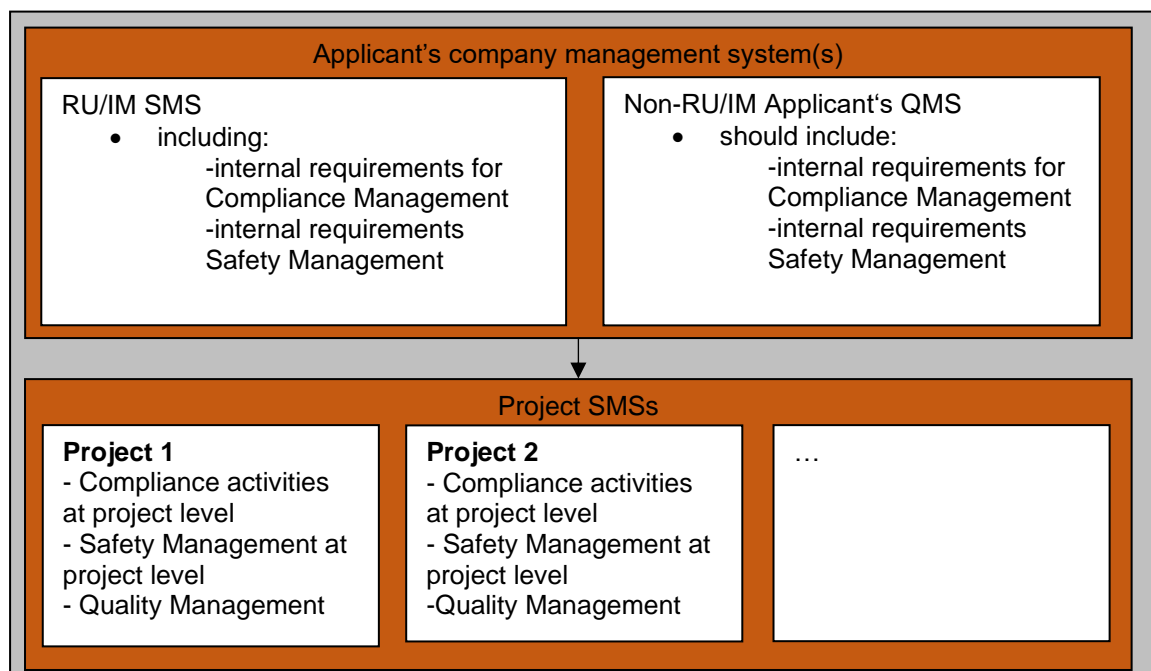 Applicant’s company management system(s)
RU/IM SMS
• including:
-internal requirements for
Compliance Management
-internal requirements
Safety Management
Non-RU/IM Applicant‘s QMS
• should include:
-internal requirements for
Compliance Management
-internal requirements
Safety Management
Project SMSs
Project 1
- Compliance activities
at project level
- Safety Management at
project level
- Quality Management
Project 2
- Compliance activities
at project level
- Safety Management at
project level
-Quality Management
…